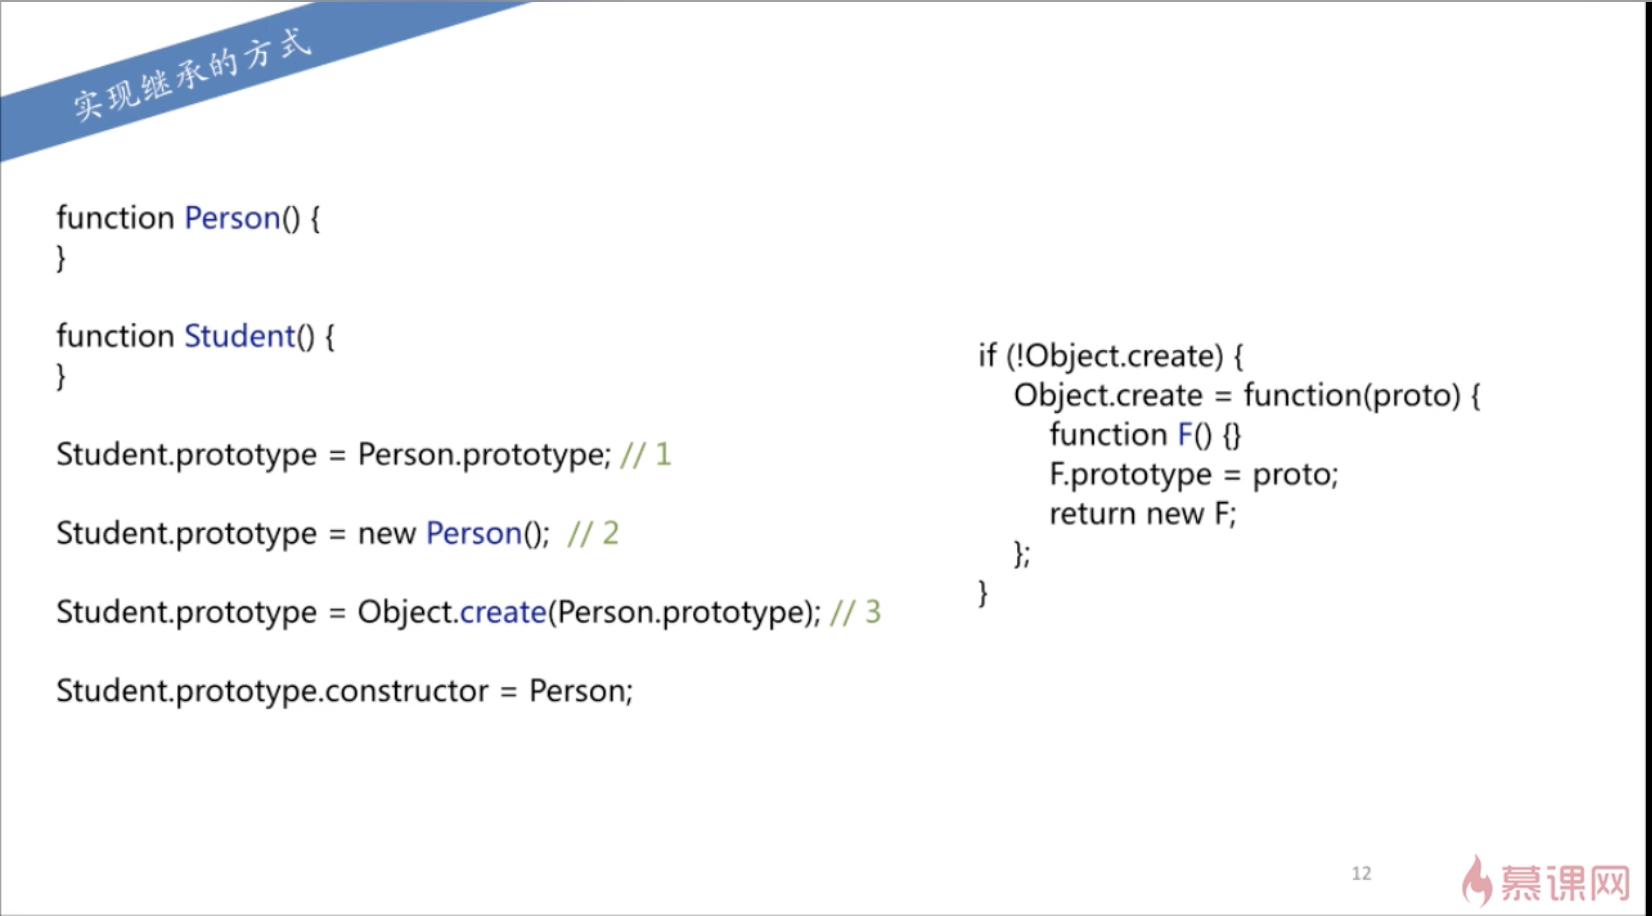 实现继承的方式
function Person() {
}
function Student() {
}
Student.prototype = Person.prototype; // 1
Student.prototype = new Person(); // 2
Student.prototype = Object.create(Person.prototype); // 3
Student.prototype.constructor = Person;
if (!Object.create) {
Object.create = function(proto) {
function F() {}
F.prototype = proto;
return new F;
};
}
12
慕课网